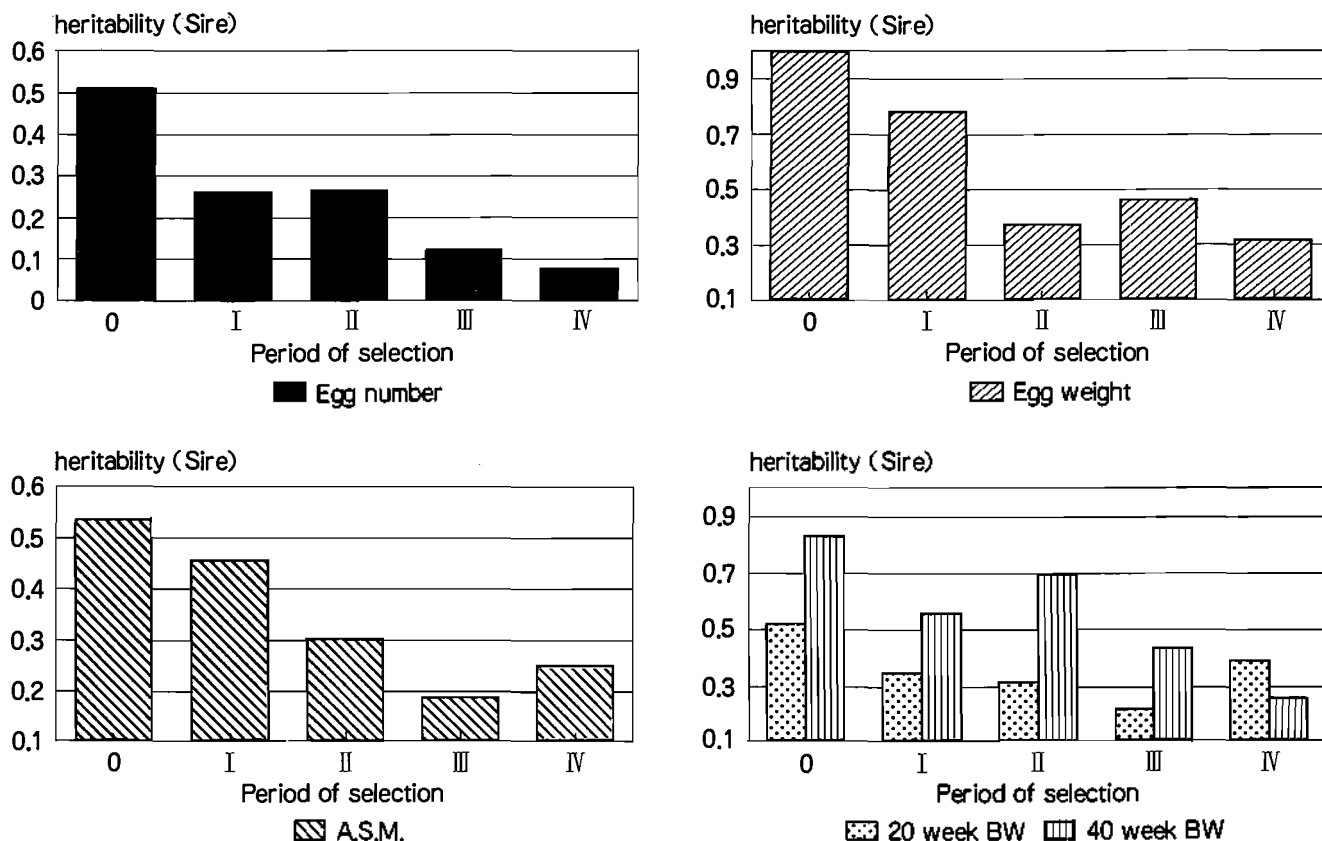 heritability (Sire)
0.6
0.5
0.4
0.3
0.2
0.1
0
0 I II III IV
Period of selection
Egg number
heritability (Sire)
0.9
0.7
0.5
0.3
0.1
0 I II III IV
Period of selection
Egg weight
heritability (Sire)
0.6
0.5
0.4
0.3
0.2
0.1
0 I II III IV
Period of selection
A.S.M.
heritability (Sire)
0.9
0.7
0.5
0.3
0.1
0 I II III IV
Period of selection
20 week BW 40 week BW